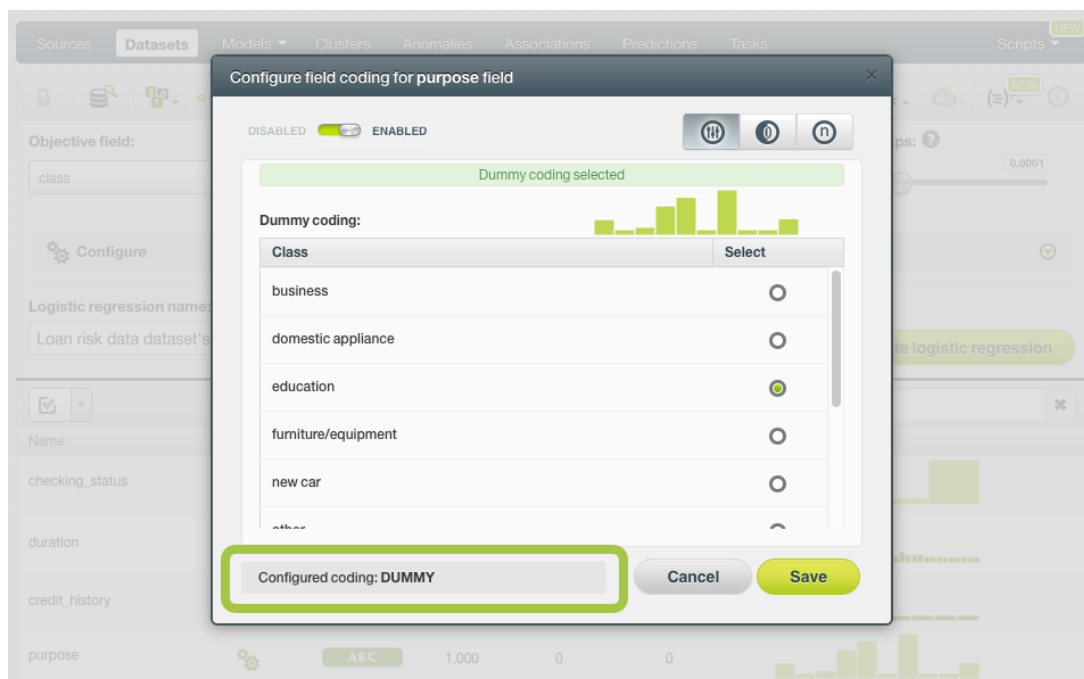 NEW
Sources Datasets Models Clusters Anomalies Associations Predictions Tasks Scripts
Configure field coding for purpose field ×
NEW
DISABLED ENABLED n
(=)
Objective field: ps: ?
class 0.0001
Dummy coding selected
Dummy coding:
Class Select
Configure
business
Logistic regression name:
Loan risk data dataset's
domestic appliance
te logistic regression
education
furniture/equipment
Name
new car
checking_status
other
duration
Configured coding: DUMMY Cancel Save
credit_history
purpose ABC 1,000 0 0